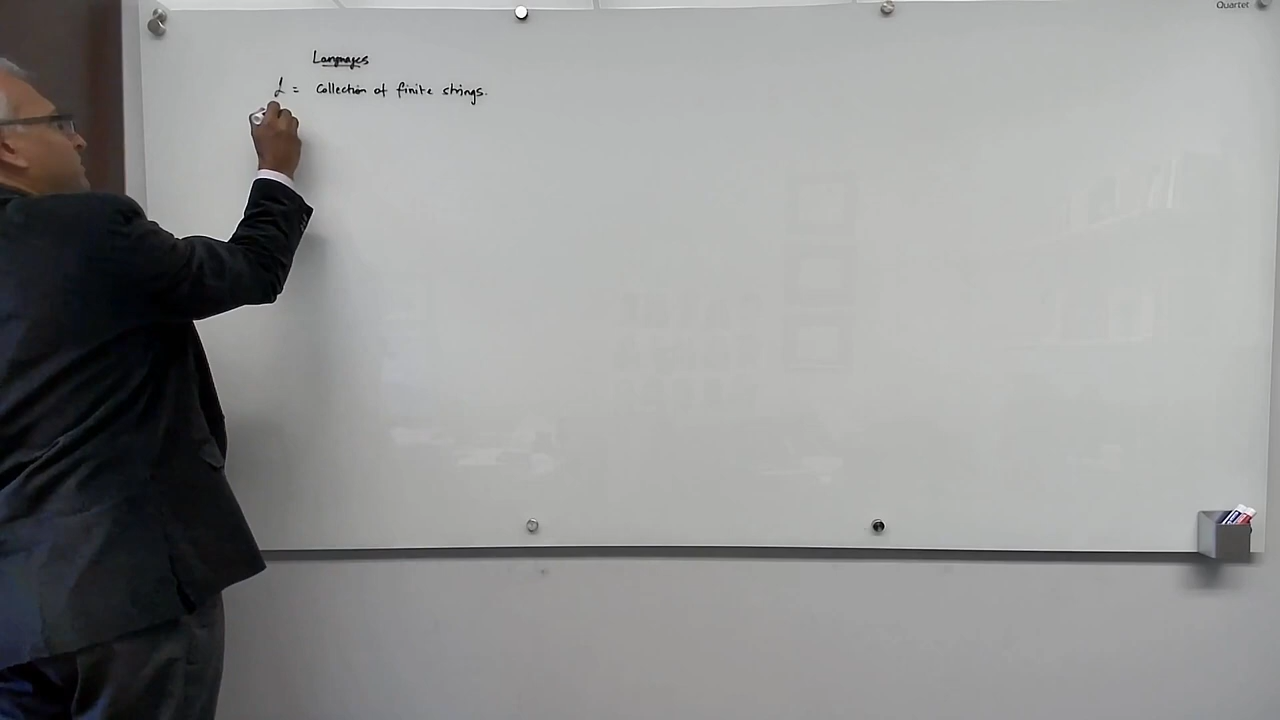 Quartet
Languages
L = Collection of finite strings.